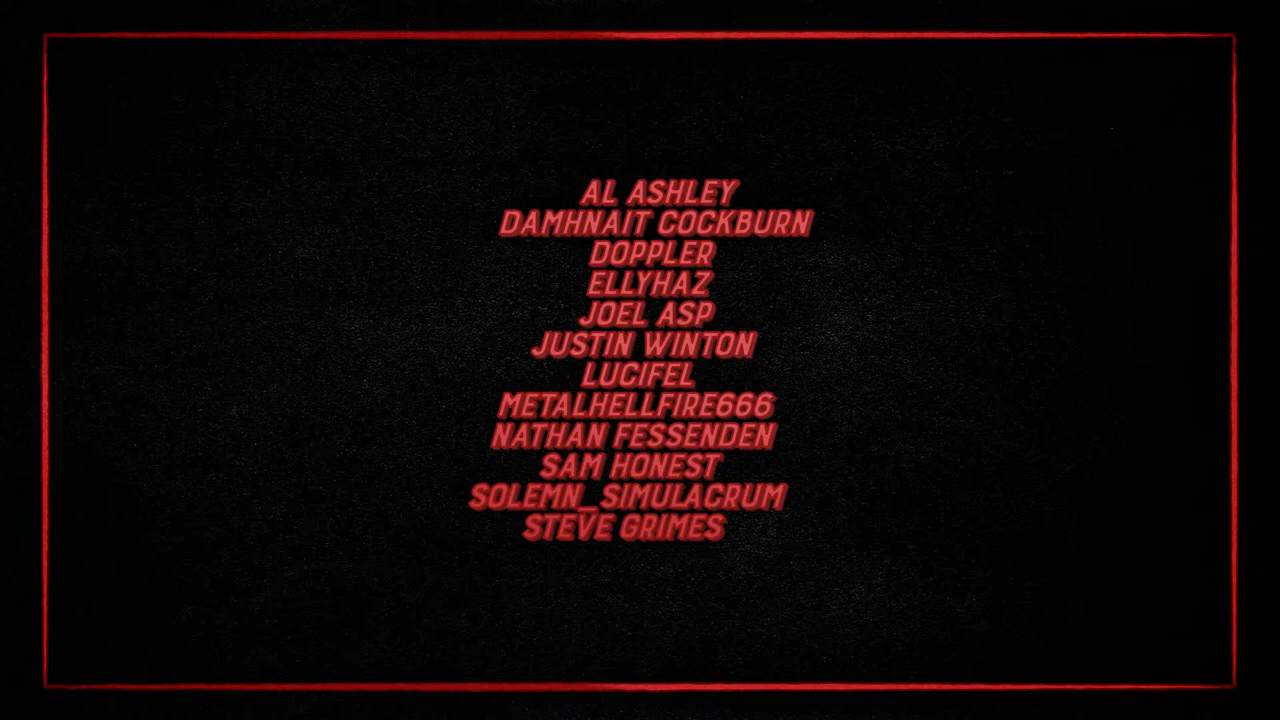 AL ASHLEY
DAMHNAIT COCKBURN
DOPPLER
ELLYHAZ
JOEL ASP
JUSTIN WINTON
LUCIFEL
METALHELLFIRE666
NATHAN FESSENDEN
SAM HONEST
SOLEMN_SIMULACRUM
STEVE GRIMES